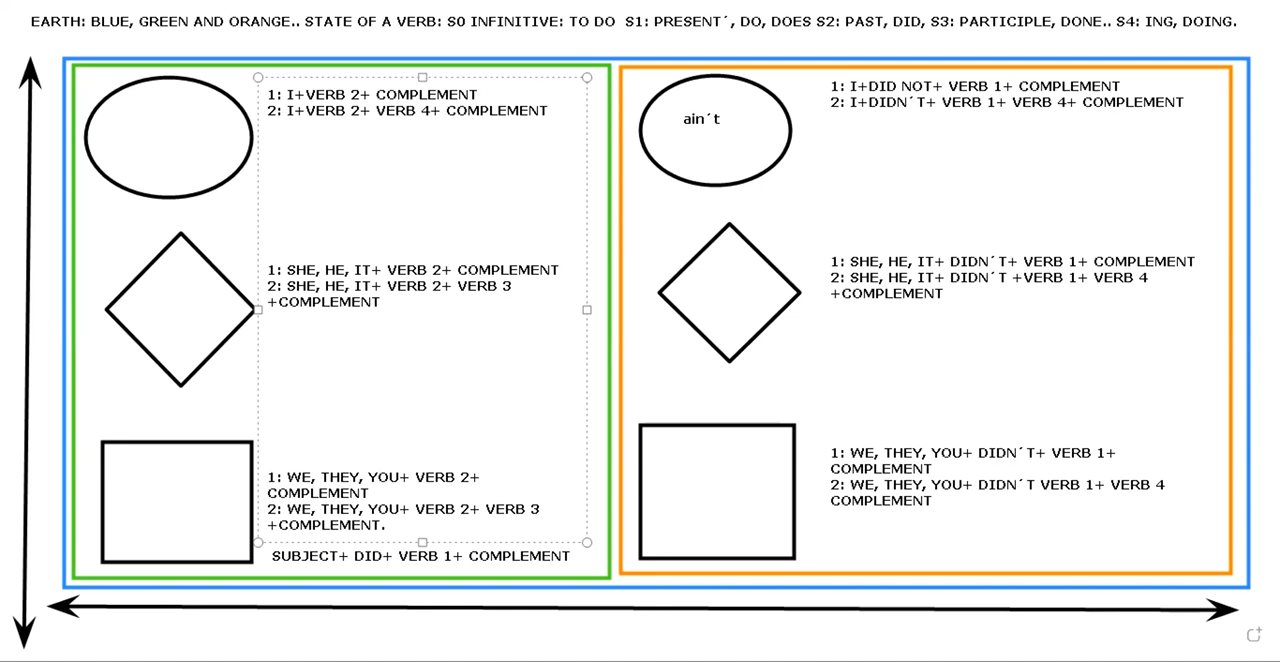 EARTH: BLUE, GREEN AND ORANGE.. STATE OF A VERB: S0 INFINITIVE: TO DO  S1: PRESENT´, DO, DOES S2: PAST, DID, S3: PARTICIPLE, DONE.. S4: ING, DOING.
1: I+VERB 2+ COMPLEMENT
2: I+VERB 2+ VERB 4+ COMPLEMENT
1: SHE, HE, IT+ VERB 2+ COMPLEMENT
2: SHE, HE, IT+ VERB 2+ VERB 3
+COMPLEMENT
1: WE, THEY, YOU+ VERB 2+
COMPLEMENT
2: WE, THEY, YOU+ VERB 2+ VERB 3
+COMPLEMENT.
SUBJECT+ DID+ VERB 1+ COMPLEMENT
ain´t
1: I+DID NOT+ VERB 1+ COMPLEMENT
2: I+DIDN´T+ VERB 1+ VERB 4+ COMPLEMENT
1: SHE, HE, IT+ DIDN´T+ VERB 1+ COMPLEMENT
2: SHE, HE, IT+ DIDN´T +VERB 1+ VERB 4
+COMPLEMENT
1: WE, THEY, YOU+ DIDN´T+ VERB 1+
COMPLEMENT
2: WE, THEY, YOU+ DIDN´T VERB 1+ VERB 4
COMPLEMENT